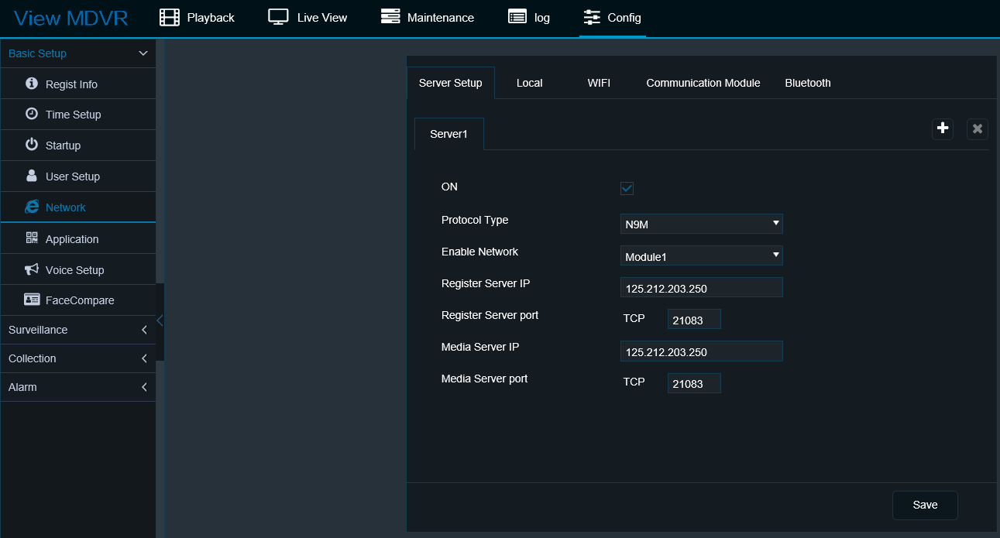 View MDVR
Playback
Live View
Maintenance
log
Config
Basic Setup
Regist Info
Time Setup
Startup
User Setup
Network
Application
Voice Setup
FaceCompare
Surveillance
Collection
Alarm
Server Setup
Local
WIFI
Communication Module
Bluetooth
Server1
ON
Protocol Type
N9M
Enable Network
Module1
Register Server IP
125.212.203.250
Register Server port
TCP
21083
Media Server IP
125.212.203.250
Media Server port
TCP
21083
Save